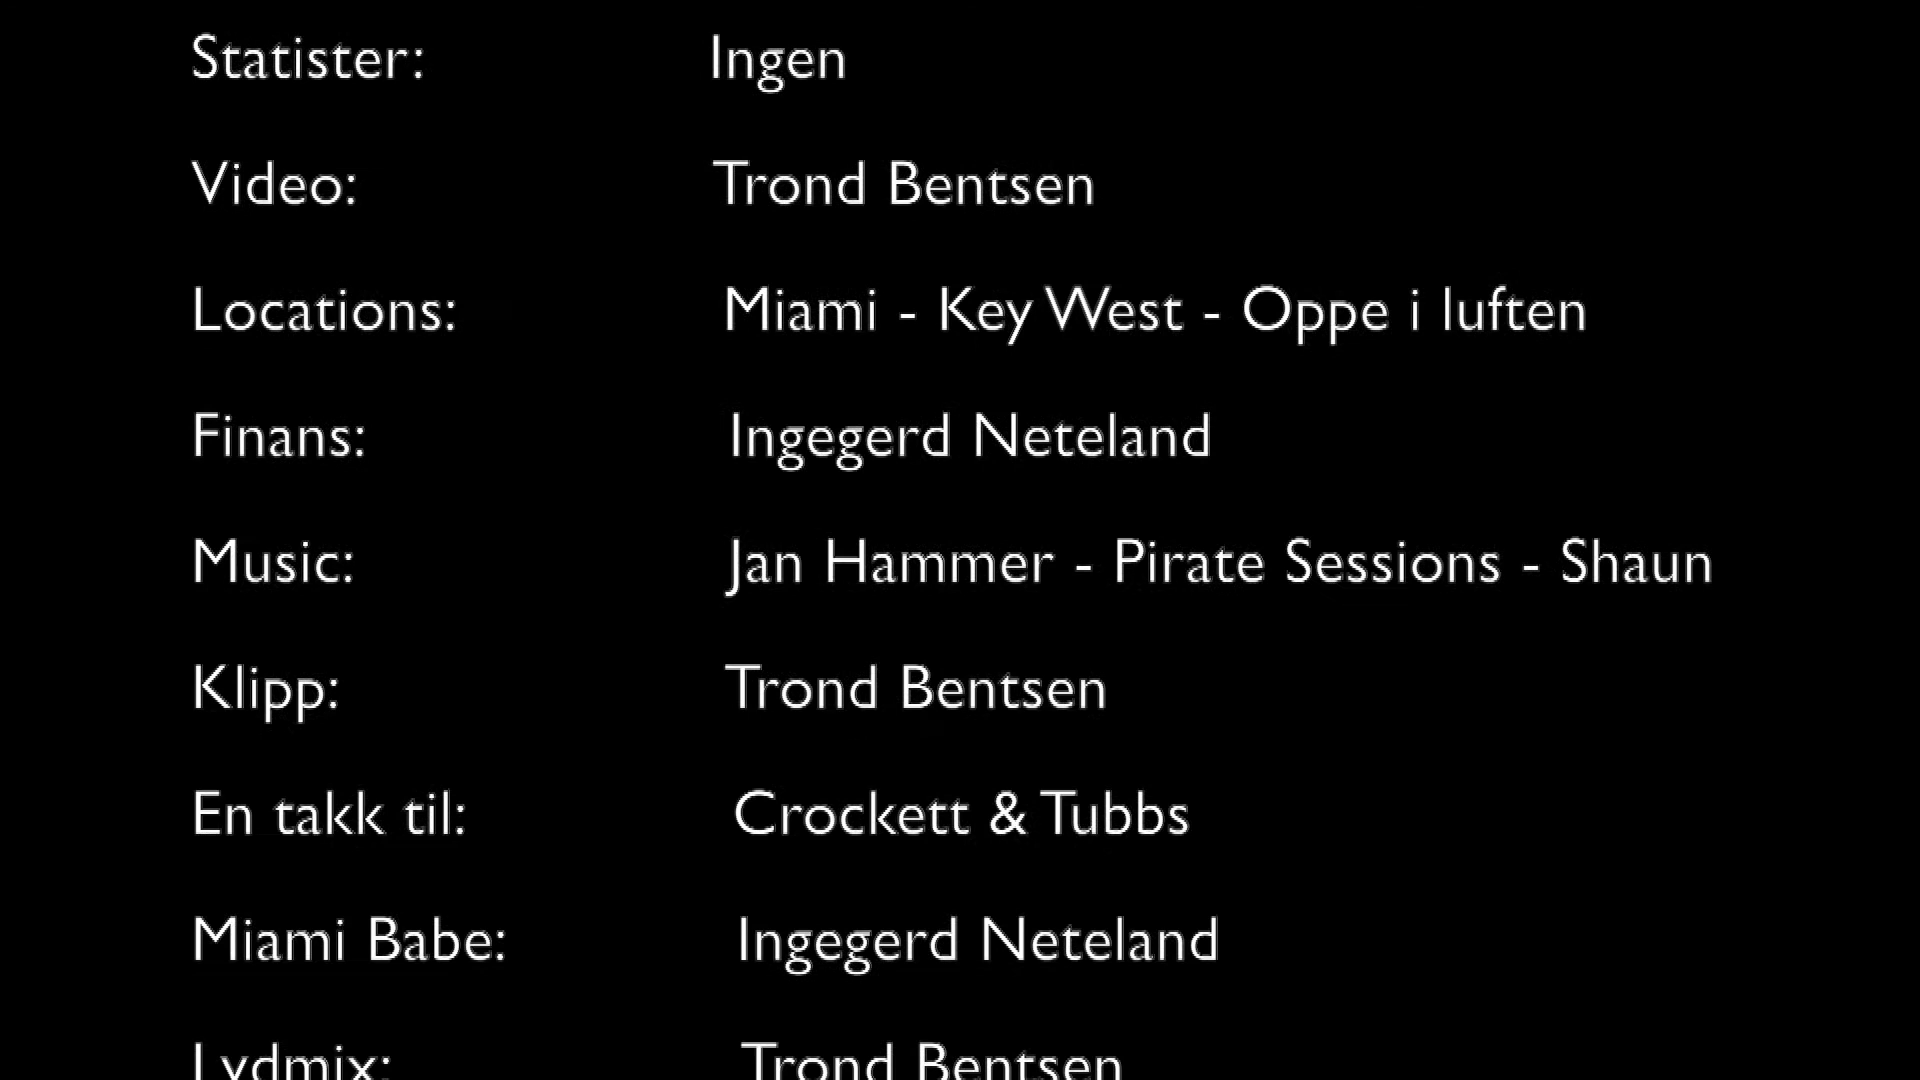 Statister: Ingen
Video: Trond Bentsen
Locations: Miami - Key West - Oppe i luften
Finans: Ingegerd Neteland
Music: Jan Hammer - Pirate Sessions - Shaun
Klipp: Trond Bentsen
En takk til: Crockett & Tubbs
Miami Babe: Ingegerd Neteland
Lydmix: Trond Bentsen